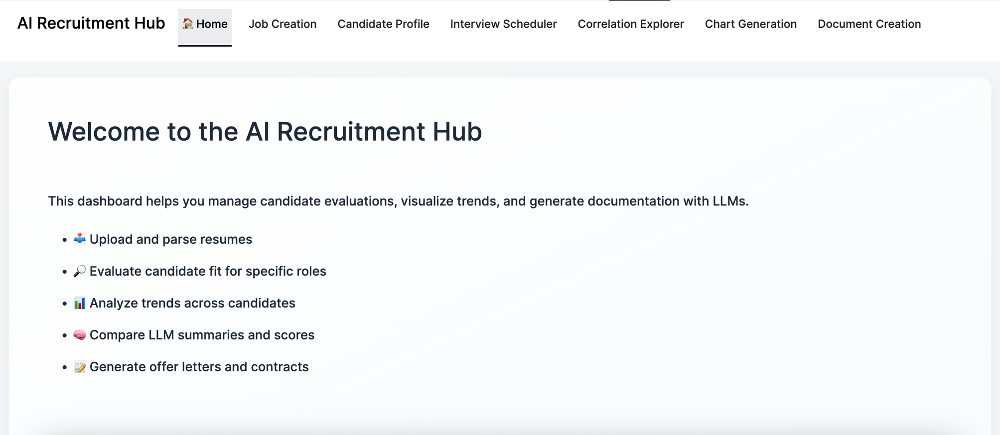 AI Recruitment Hub 🏠 Home Job Creation Candidate Profile Interview Scheduler Correlation Explorer Chart Generation Document Creation
Welcome to the AI Recruitment Hub
This dashboard helps you manage candidate evaluations, visualize trends, and generate documentation with LLMs.
• 📥 Upload and parse resumes
• 🔎 Evaluate candidate fit for specific roles
• 📊 Analyze trends across candidates
• 🧠 Compare LLM summaries and scores
• 📝 Generate offer letters and contracts